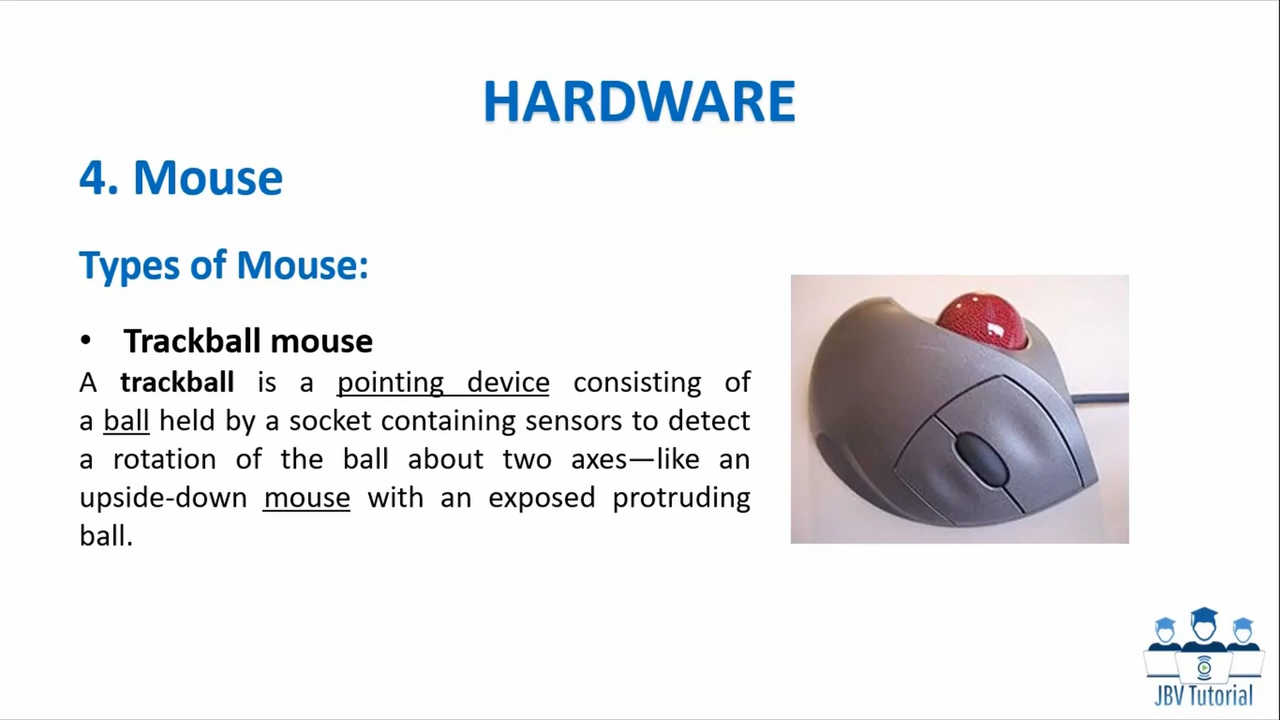 HARDWARE
4. Mouse
Types of Mouse:
• Trackball mouse
A trackball is a pointing device consisting of
a ball held by a socket containing sensors to detect
a rotation of the ball about two axes—like an
upside-down mouse with an exposed protruding
ball.
JBV Tutorial